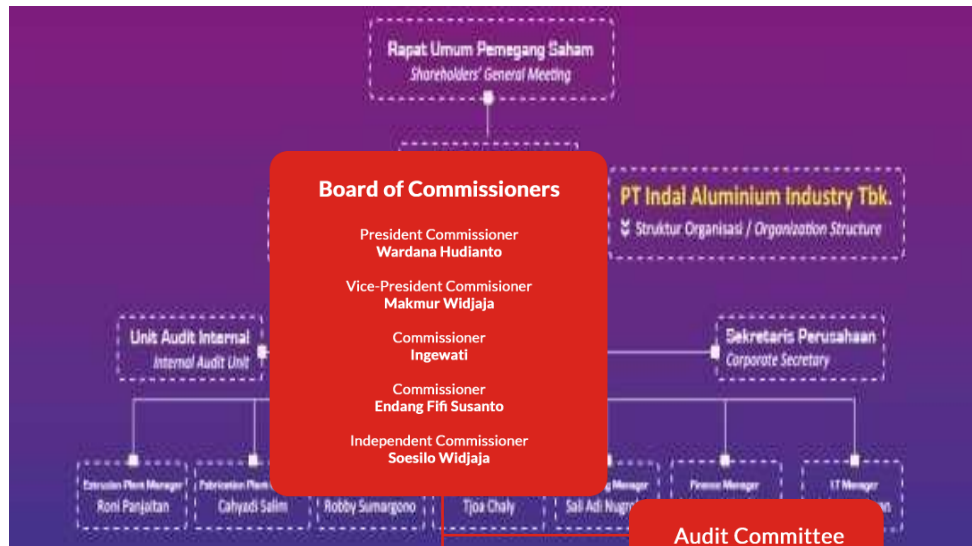 Rapat Umum Pemegang Saham
Shareholders' General Meeting
Board of Commissioners
President Commissioner
Wardana Hudianto
Vice-President Commisioner
Makmur Widjaja
Commissioner
Ingewati
Commissioner
Endang Fifi Susanto
Independent Commissioner
Soesilo Widjaja
PT Indal Aluminium Industry Tbk.
Struktur Organisasi / Organization Structure
Unit Audit Internal
Internal Audit Unit
Sekretaris Perusahaan
Corporate Secretary
Extrusion Plant Manager
Roni Panjaitan
Fabrication Plant
Cahyadi Salim
Robby Sumargono
Tjoa Chaly
Manager
Sali Adi
Finance Manager
I.T Manager
Audit Committee